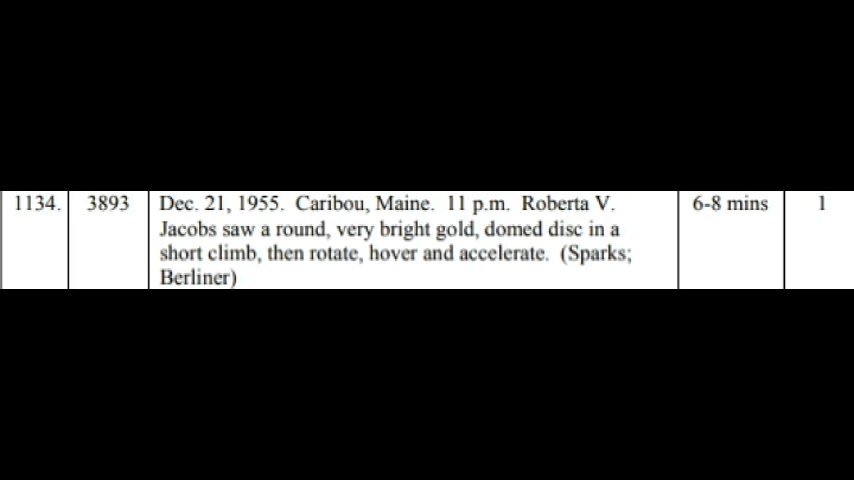 1134. 3893 Dec. 21, 1955. Caribou, Maine. 11 p.m. Roberta V. 6-8 mins 1
Jacobs saw a round, very bright gold, domed disc in a
short climb, then rotate, hover and accelerate. (Sparks;
Berliner)